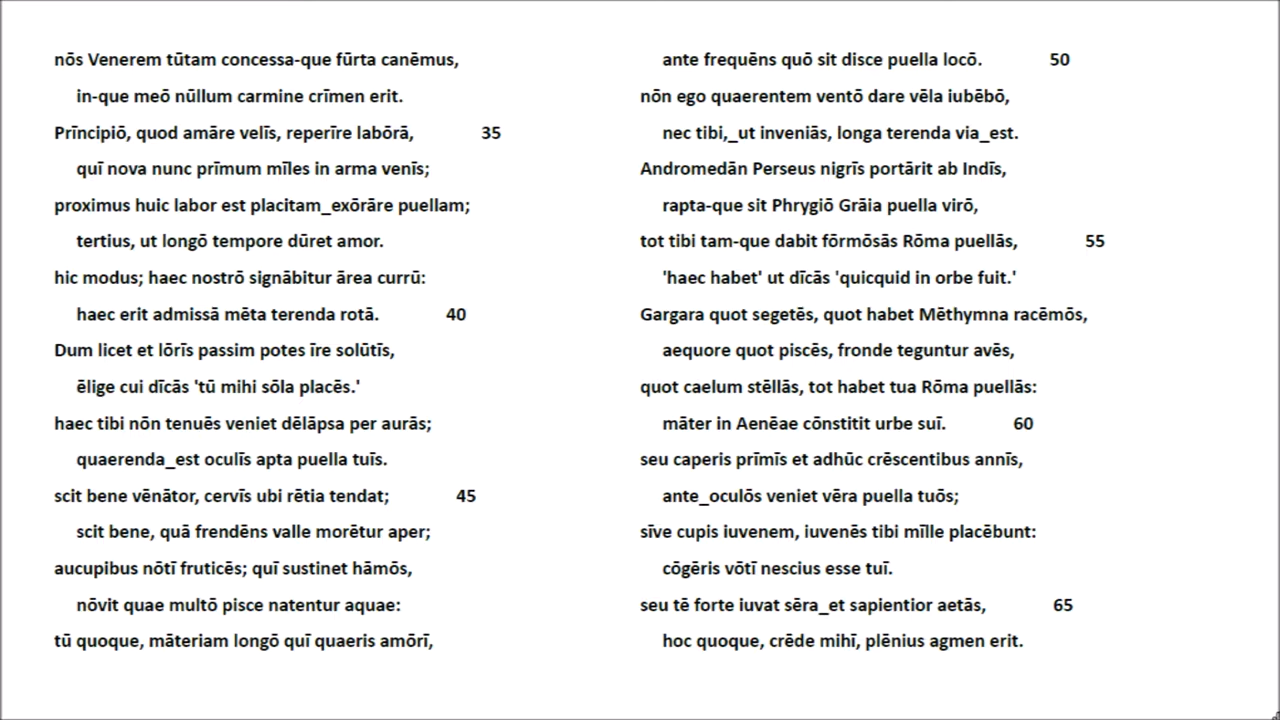 nōs Venerem tūtam concessa-que fūrta canēmus,
in-que meō nūllum carmine crīmen erit.
Prīncipiō, quod amāre velīs, reperīre labōrā, 35
quī nova nunc prīmum mīles in arma venīs;
proximus huic labor est placitam_exōrāre puellam;
tertius, ut longō tempore dūret amor.
hic modus; haec nostrō signābitur ārea currū:
haec erit admissā mēta terenda rotā. 40
Dum licet et lōrīs passim potes īre solūtīs,
ēlige cui dīcās 'tū mihi sōla placēs.'
haec tibi nōn tenuēs veniet dēlāpsa per aurās;
quaerenda_est oculīs apta puella tuīs.
scit bene vēnātor, cervīs ubi rētia tendat; 45
scit bene, quā frendēns valle morētur aper;
aucupibus nōtī fruticēs; quī sustinet hāmōs,
nōvit quae multō pisce natentur aquae:
tū quoque, māteriam longō quī quaeris amōrī,
ante frequēns quō sit disce puella locō. 50
nōn ego quaerentem ventō dare vēla iubēbō,
nec tibi,_ut inveniās, longa terenda via_est.
Andromedān Perseus nigrīs portārit ab Indīs,
rapta-que sit Phrygiō Grāia puella virō,
tot tibi tam-que dabit fōrmōsās Rōma puellās, 55
'haec habet' ut dīcās 'quicquid in orbe fuit.'
Gargara quot segetēs, quot habet Mēthymna racēmōs,
aequore quot piscēs, fronde teguntur avēs,
quot caelum stēllās, tot habet tua Rōma puellās:
māter in Aenēae cōnstitit urbe suī. 60
seu caperis prīmīs et adhūc crēscentibus annīs,
ante_oculōs veniet vēra puella tuōs;
sīve cupis iuvenem, iuvenēs tibi mīlle placēbunt:
cōgēris vōtī nescius esse tuī.
seu tē forte iuvat sēra_et sapientior aetās, 65
hoc quoque, crēde mihī, plēnius agmen erit.